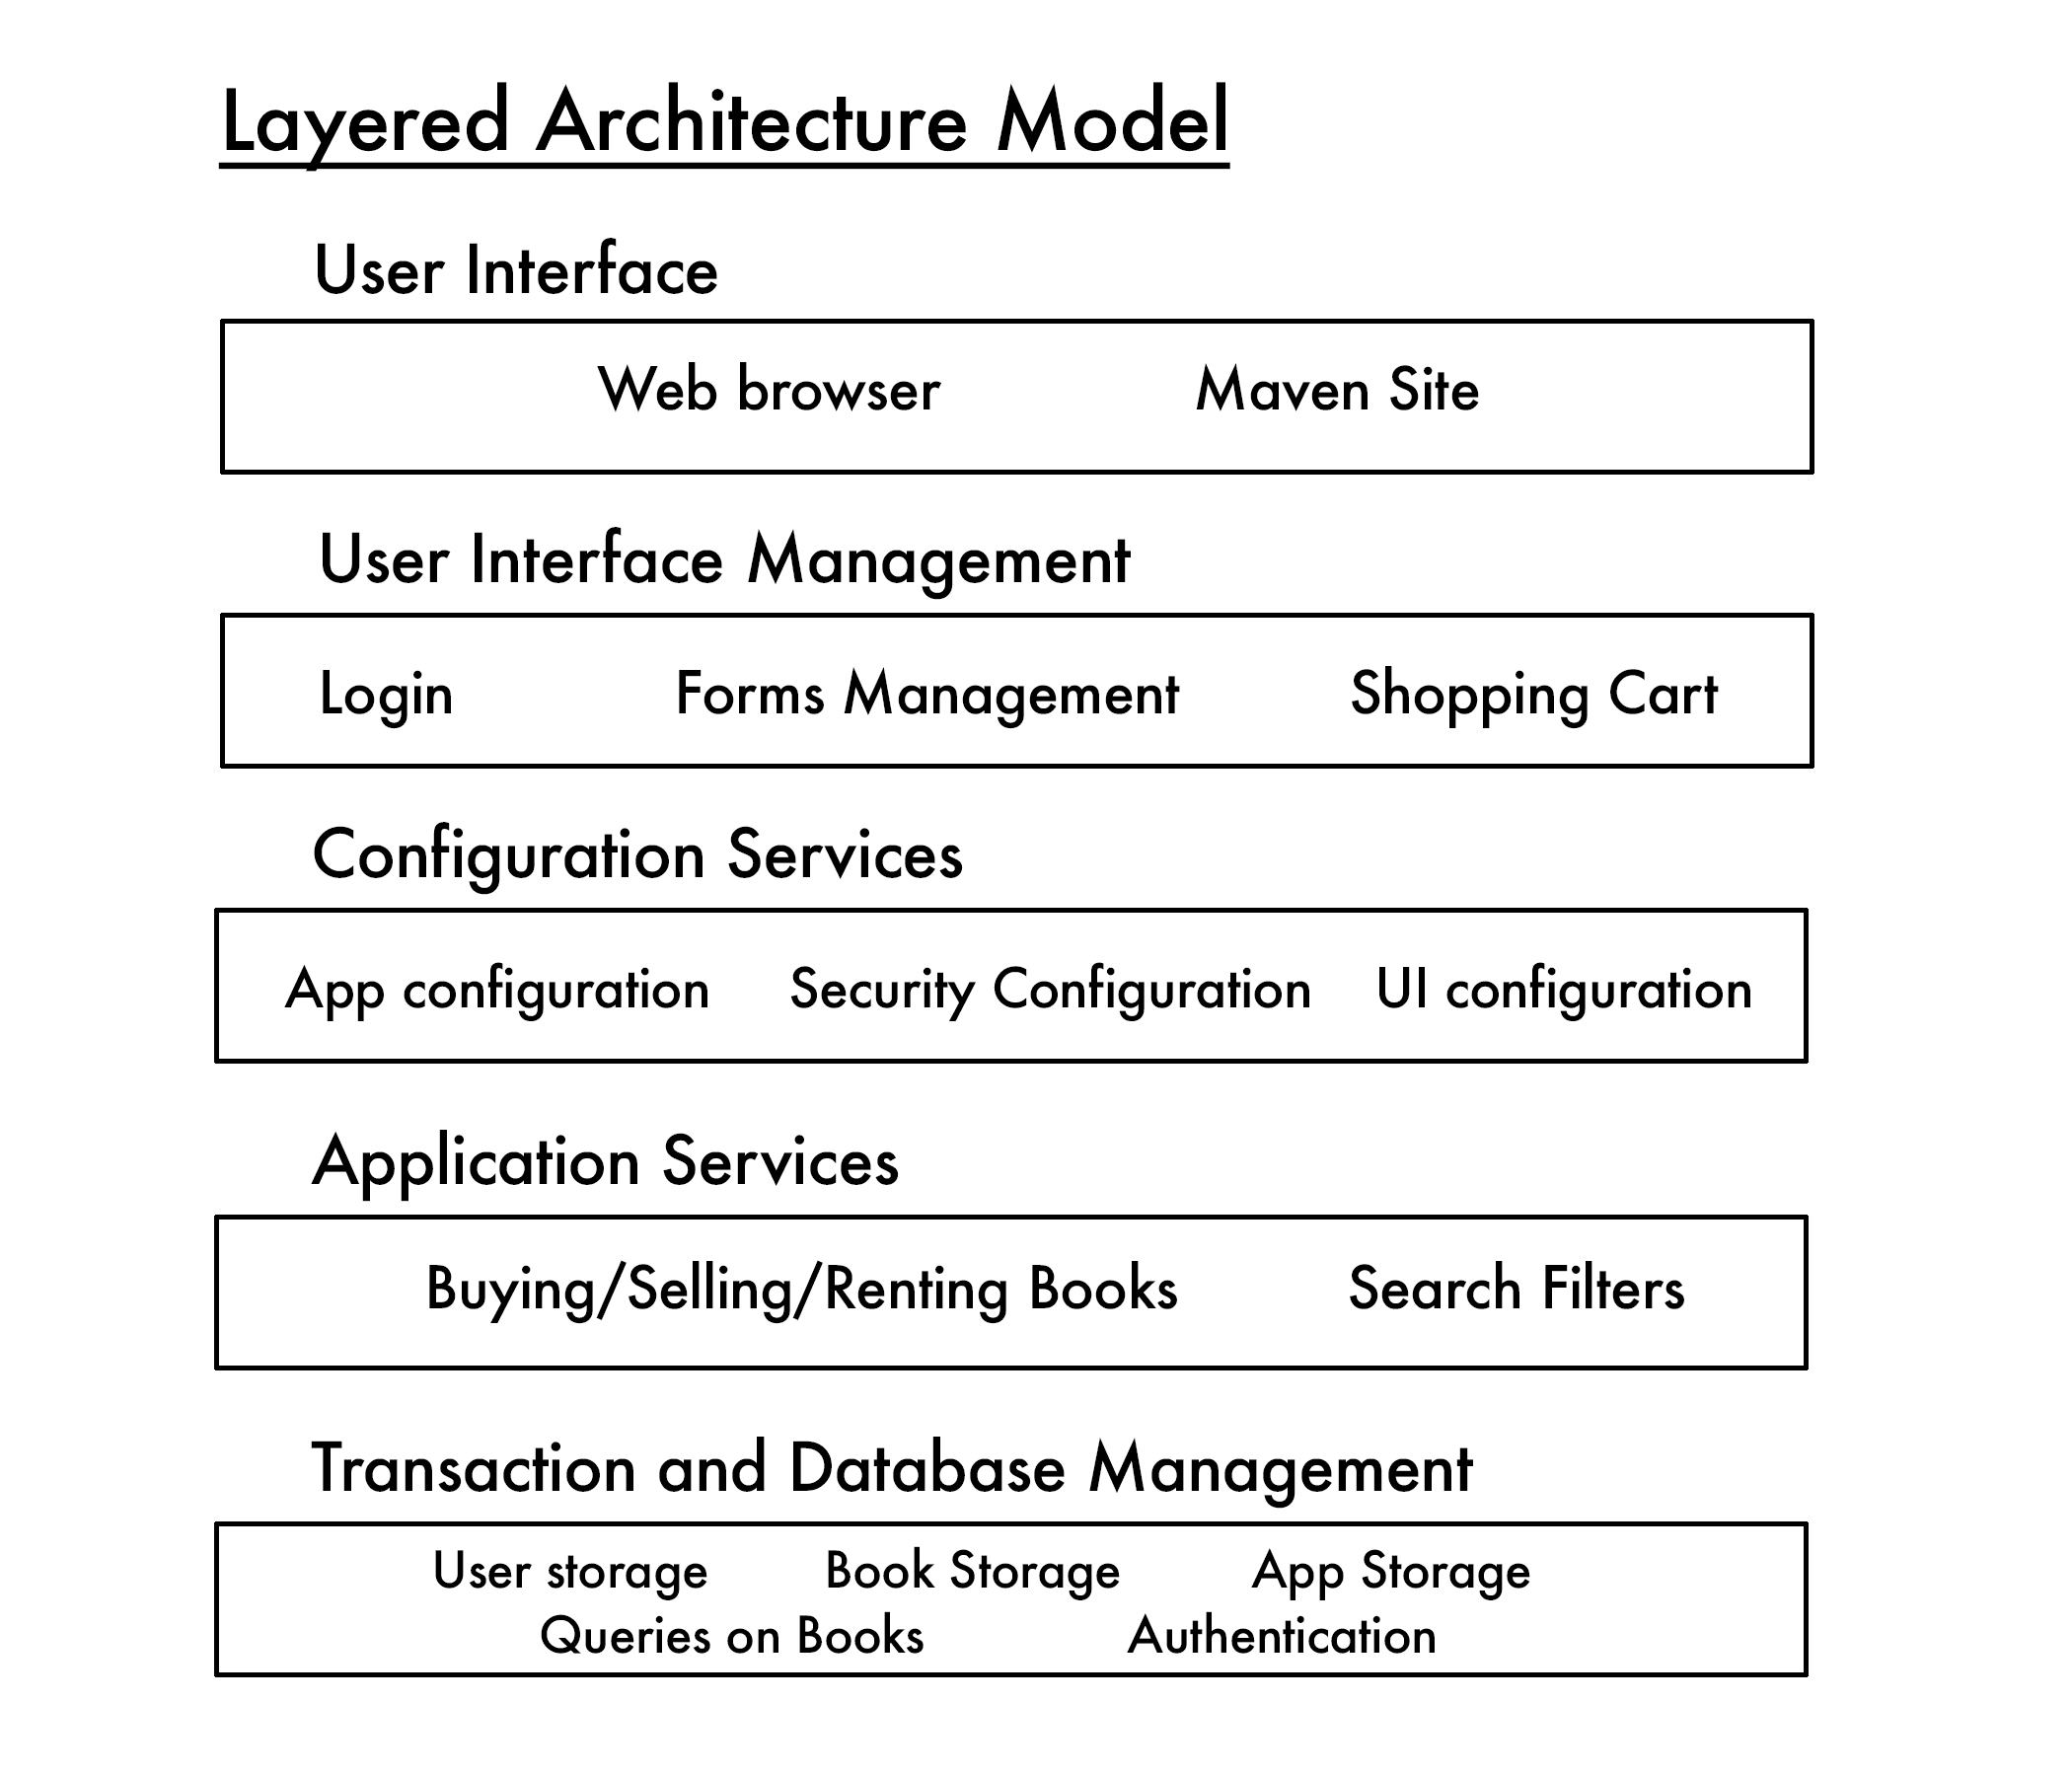 Layered Architecture Model
User Interface
Web browser Maven Site
User Interface Management
Login Forms Management Shopping Cart
Configuration Services
App configuration Security Configuration UI configuration
Application Services
Buying/Selling/Renting Books Search Filters
Transaction and Database Management
User storage Book Storage App Storage
Queries on Books Authentication